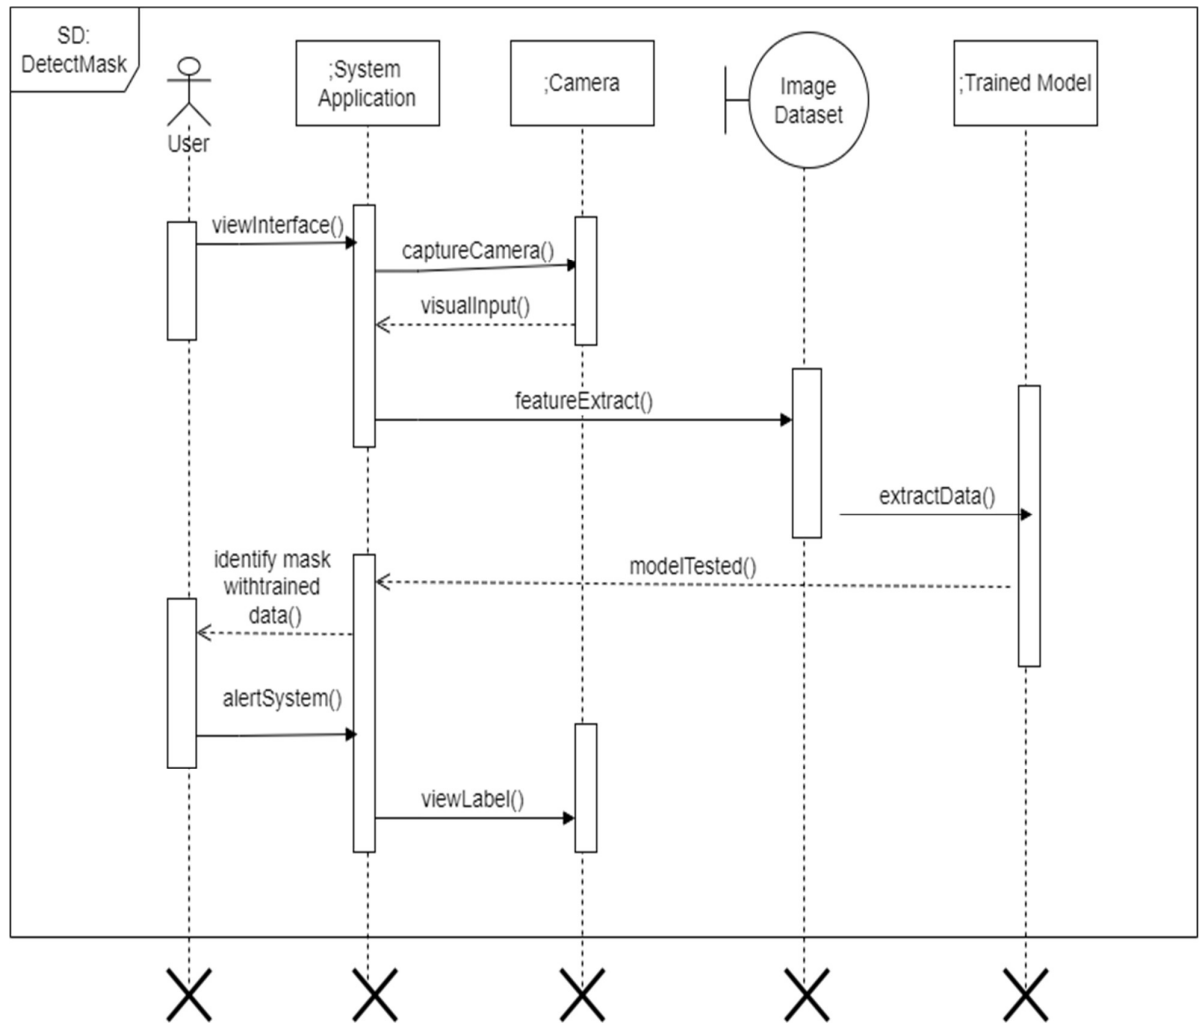 SD:
DetectMask
User
;System
Application
;Camera
Image
Dataset
;Trained Model
viewInterface()
captureCamera()
visualInput()
featureExtract()
extractData()
modelTested()
identify mask
withtrained
data()
alertSystem()
viewLabel()